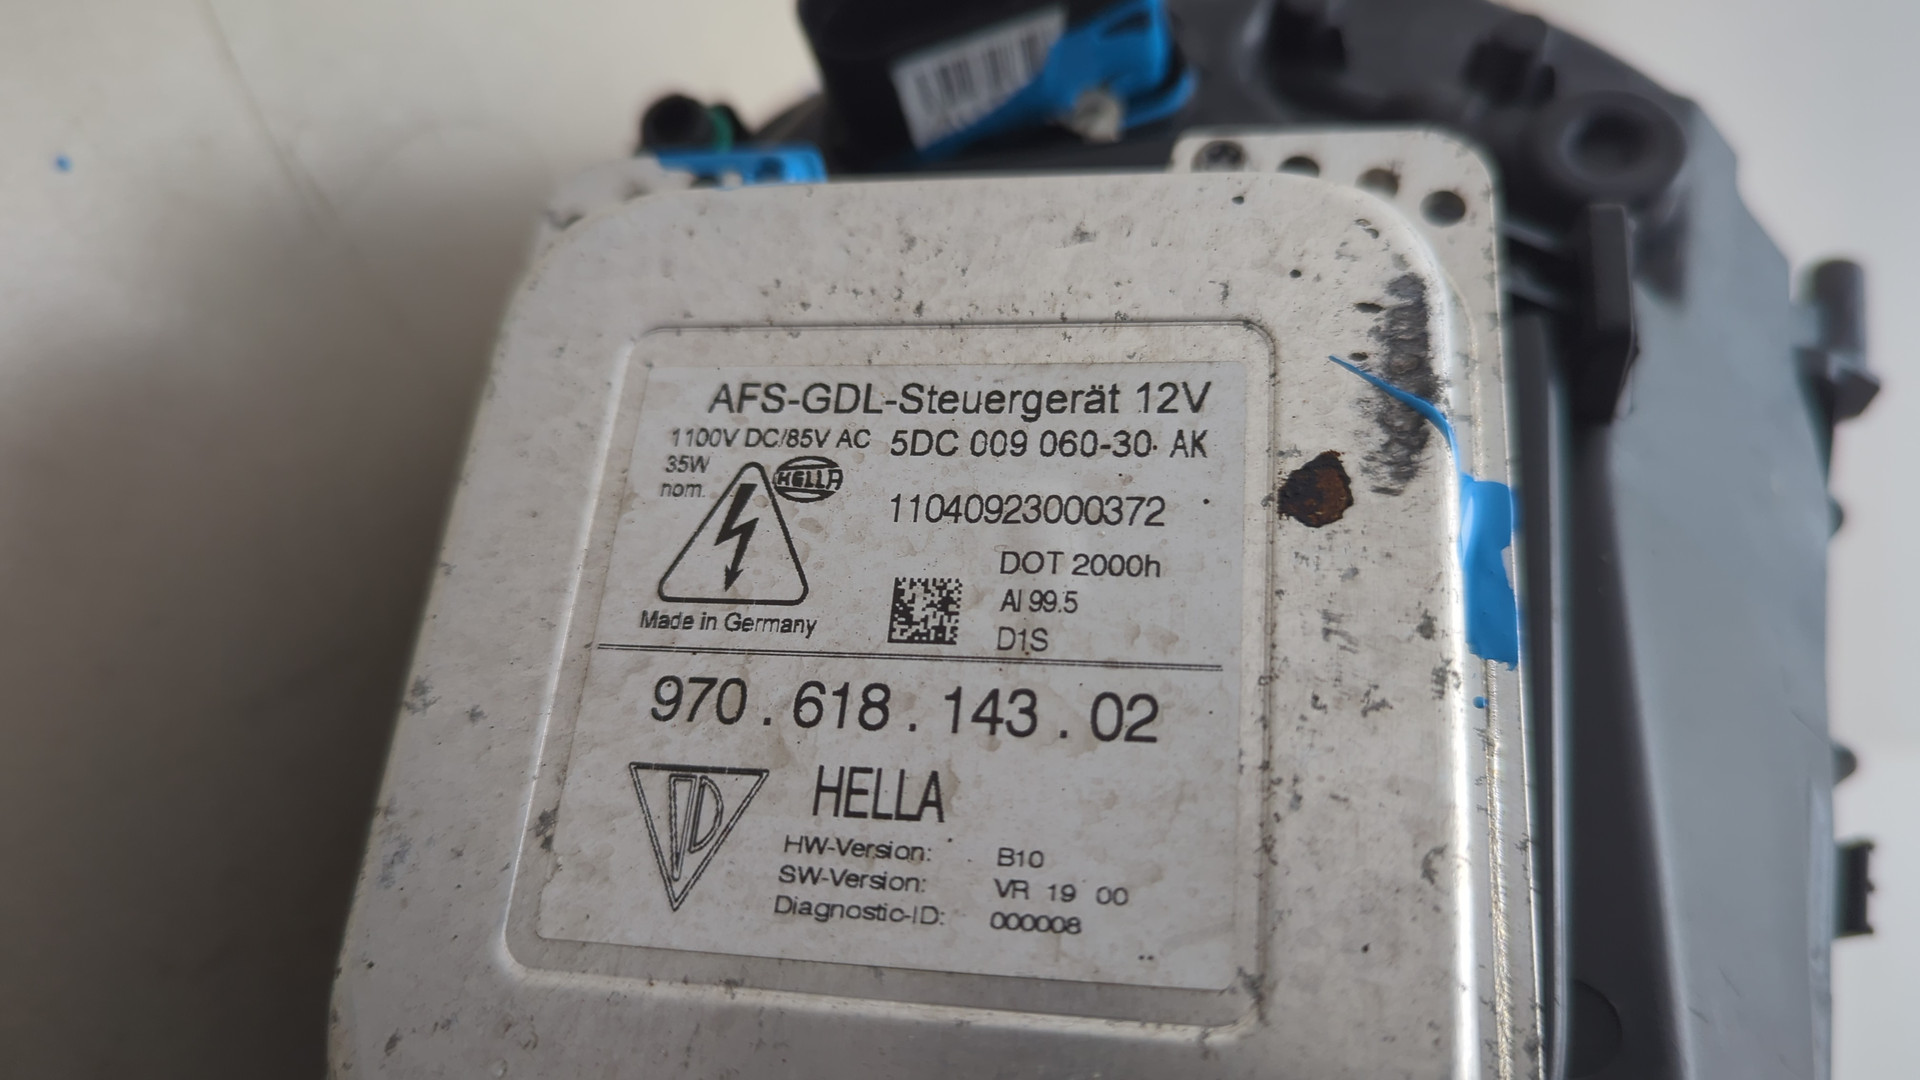 AFS-GDL-Steuergerät 12V
1100V DC/85V AC 5DC 009 060-30· AK
35W
nom.
HELLA
11040923000372
DOT 2000h
AI 99.5
D1S
Made in Germany
970 . 618 . 143 . 02
HELLA
HW-Version: B10
SW-Version: VR 19 00
Diagnostic-ID: 000008